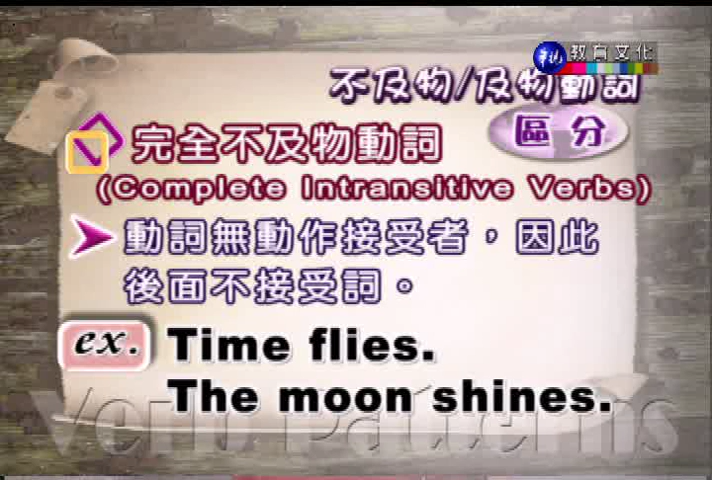 華視 教育文化
不及物/及物動詞
區分
完全不及物動詞
(Complete Intransitive Verbs)
動詞無動作接受者，因此
後面不接受詞。
ex. Time flies.
The moon shines.
Verb Patterns